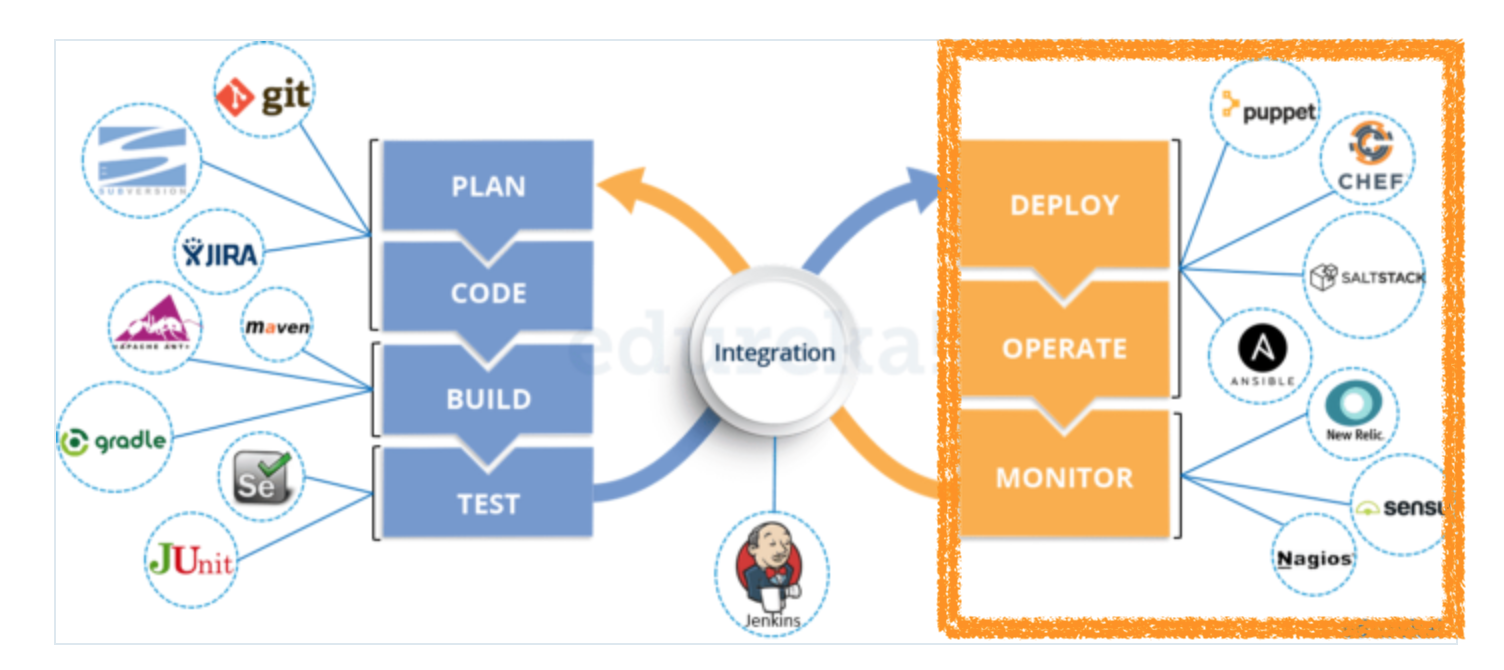 git
SUBVERSION
JIRA
APACHE ANT
maven
gradle
Se
JUnit
PLAN
CODE
BUILD
TEST
edureka!
Integration
Jenkins
DEPLOY
OPERATE
MONITOR
puppet
CHEF
SALTSTACK
ANSIBLE
New Relic.
sensu
Nagios